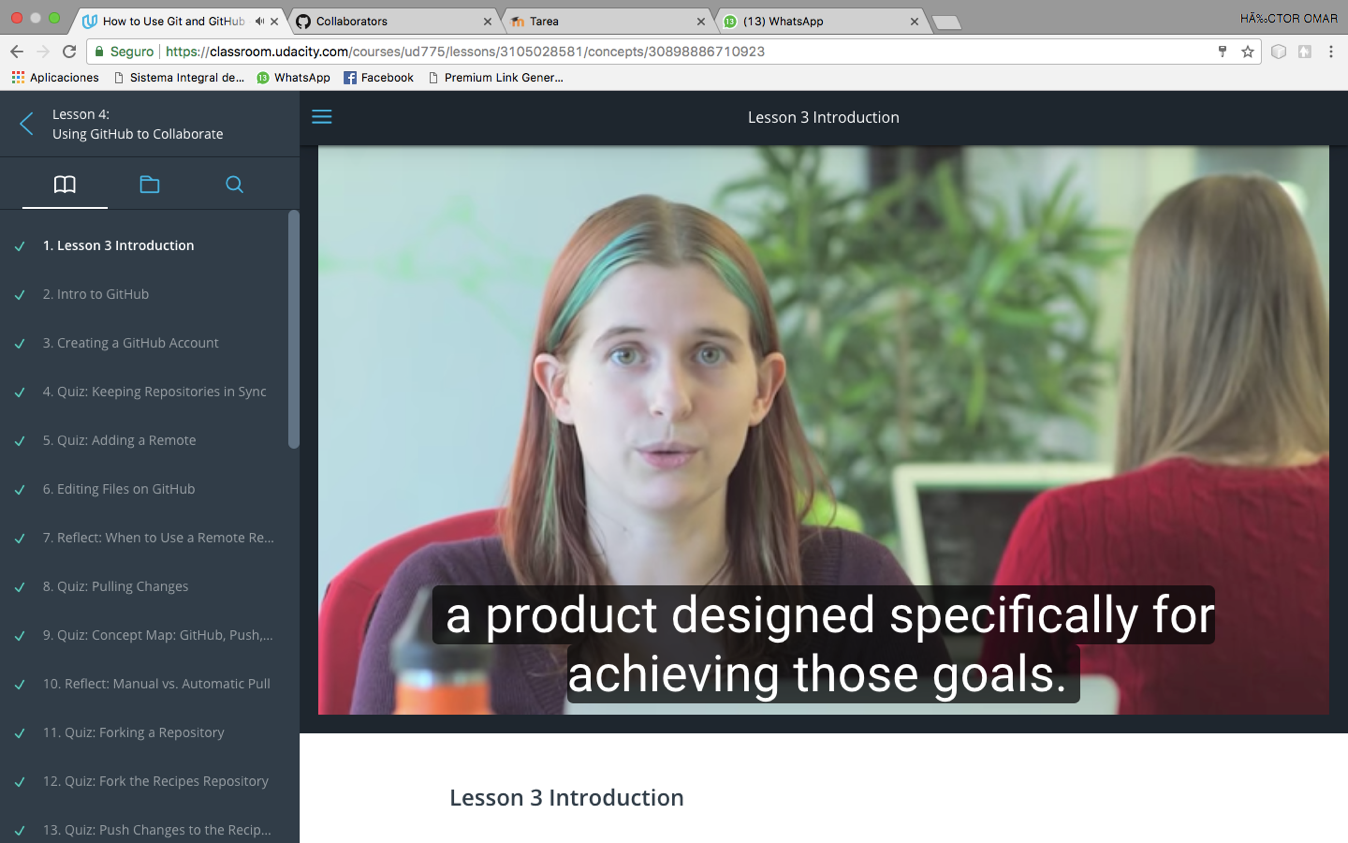 How to Use Git and GitHub
Collaborators
Tarea
13
(13) WhatsApp
HÃ‰CTOR OMAR
Seguro
https://classroom.udacity.com/courses/ud775/lessons/3105028581/concepts/30898886710923
Aplicaciones
Sistema Integral de...
13
WhatsApp
Facebook
Premium Link Gener...
Lesson 4:
Using GitHub to Collaborate
Lesson 3 Introduction
1. Lesson 3 Introduction
2. Intro to GitHub
3. Creating a GitHub Account
4. Quiz: Keeping Repositories in Sync
5. Quiz: Adding a Remote
6. Editing Files on GitHub
7. Reflect: When to Use a Remote Re...
8. Quiz: Pulling Changes
9. Quiz: Concept Map: GitHub, Push,...
10. Reflect: Manual vs. Automatic Pull
11. Quiz: Forking a Repository
12. Quiz: Fork the Recipes Repository
13. Quiz: Push Changes to the Recip...
a product designed specifically for
achieving those goals.
Lesson 3 Introduction